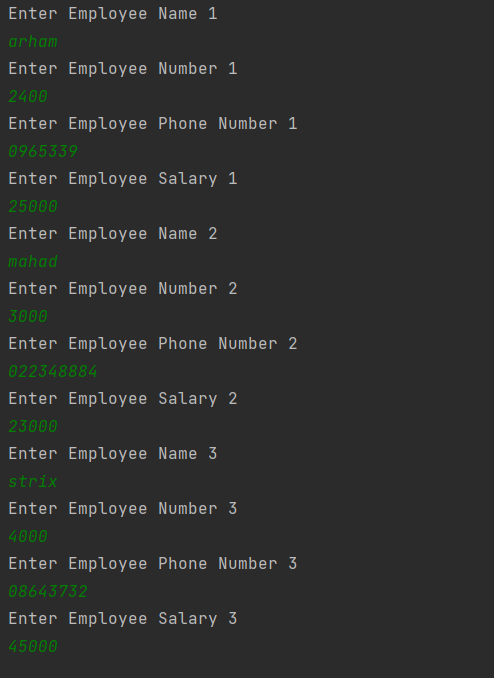 Enter Employee Name 1
arham
Enter Employee Number 1
2400
Enter Employee Phone Number 1
0965339
Enter Employee Salary 1
25000
Enter Employee Name 2
mahad
Enter Employee Number 2
3000
Enter Employee Phone Number 2
022348884
Enter Employee Salary 2
23000
Enter Employee Name 3
strix
Enter Employee Number 3
4000
Enter Employee Phone Number 3
08643732
Enter Employee Salary 3
45000